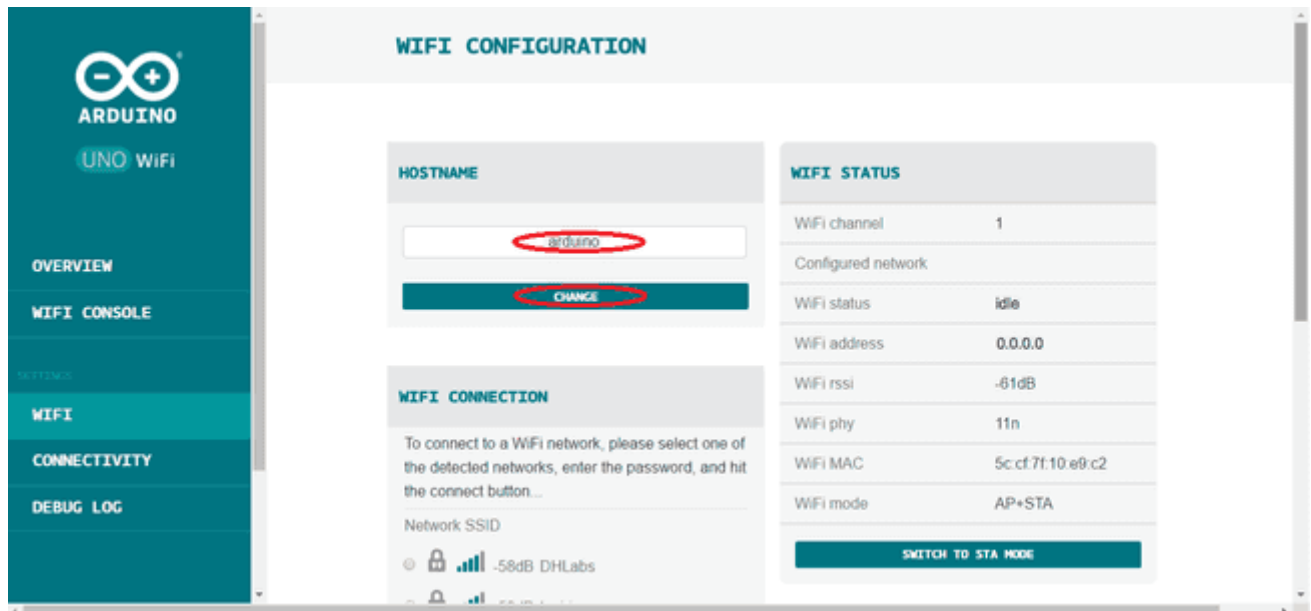 ARDUINO
UNO WiFi
OVERVIEW
WIFI CONSOLE
SETTINGS
WIFI
CONNECTIVITY
DEBUG LOG
WIFI CONFIGURATION
HOSTNAME
arduino
CHANGE
WIFI CONNECTION
To connect to a WiFi network, please select one of
the detected networks, enter the password, and hit
the connect button...
Network SSID
-58dB DHLabs
WIFI STATUS
WiFi channel 1
Configured network
WiFi status idle
WiFi address 0.0.0.0
WiFi rssi -61dB
WiFi phy 11n
WiFi MAC 5c:cf:7f:10:e9:c2
WiFi mode AP+STA
SWITCH TO STA MODE